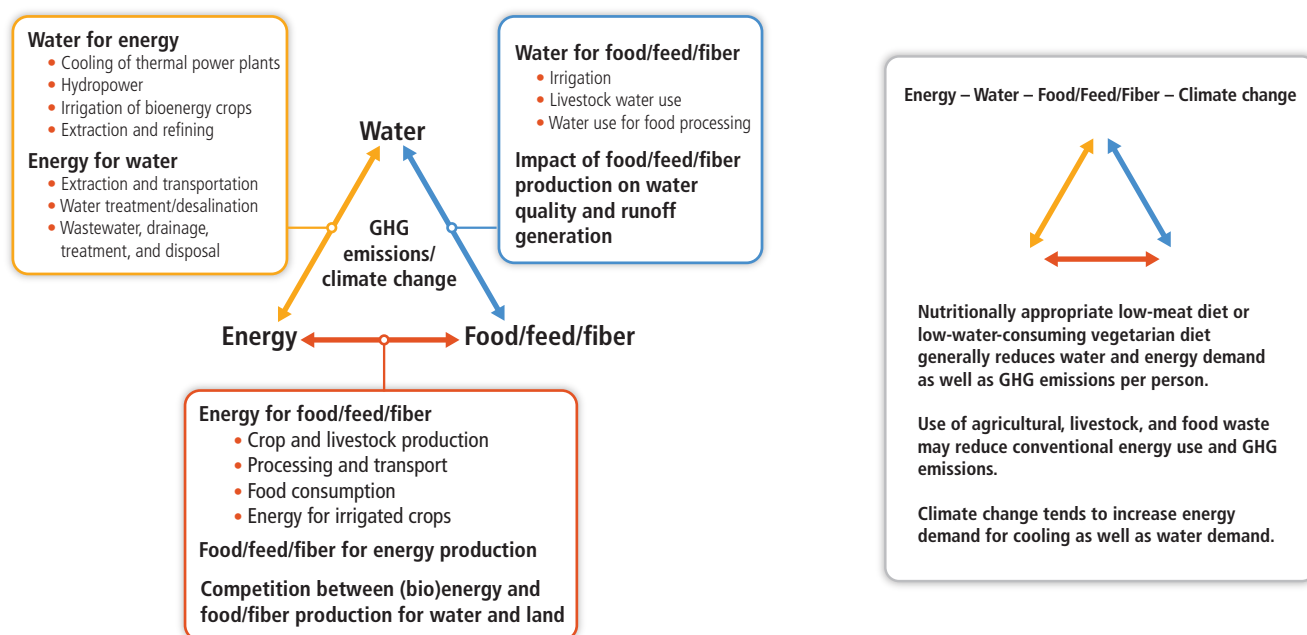 Water for energy
• Cooling of thermal power plants
• Hydropower
• Irrigation of bioenergy crops
• Extraction and refining
Energy for water
• Extraction and transportation
• Water treatment/desalination
• Wastewater, drainage,
treatment, and disposal
Water
GHG
emissions/
climate change
Energy
Food/feed/fiber
Water for food/feed/fiber
• Irrigation
• Livestock water use
• Water use for food processing
Impact of food/feed/fiber
production on water
quality and runoff
generation
Energy for food/feed/fiber
• Crop and livestock production
• Processing and transport
• Food consumption
• Energy for irrigated crops
Food/feed/fiber for energy production
Competition between (bio)energy and
food/fiber production for water and land
Energy – Water – Food/Feed/Fiber – Climate change
Nutritionally appropriate low-meat diet or
low-water-consuming vegetarian diet
generally reduces water and energy demand
as well as GHG emissions per person.
Use of agricultural, livestock, and food waste
may reduce conventional energy use and GHG
emissions.
Climate change tends to increase energy
demand for cooling as well as water demand.